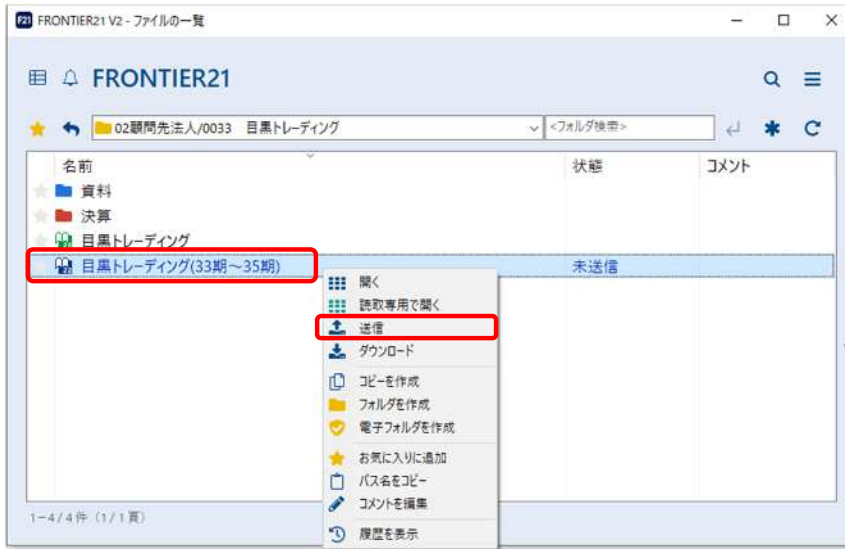 FRONTIER21 V2 - ファイルの一覧
FRONTIER21
02顧問先法人/0033 目黒トレーディング
<フォルダ検索>
名前 状態 コメント
資料
決算
目黒トレーディング
目黒トレーディング(33期～35期) 未送信
開く
読取専用で開く
送信
ダウンロード
コピーを作成
フォルダを作成
電子フォルダを作成
お気に入りに追加
パス名をコピー
コメントを編集
履歴を表示
1-4/4件 (1/1頁)